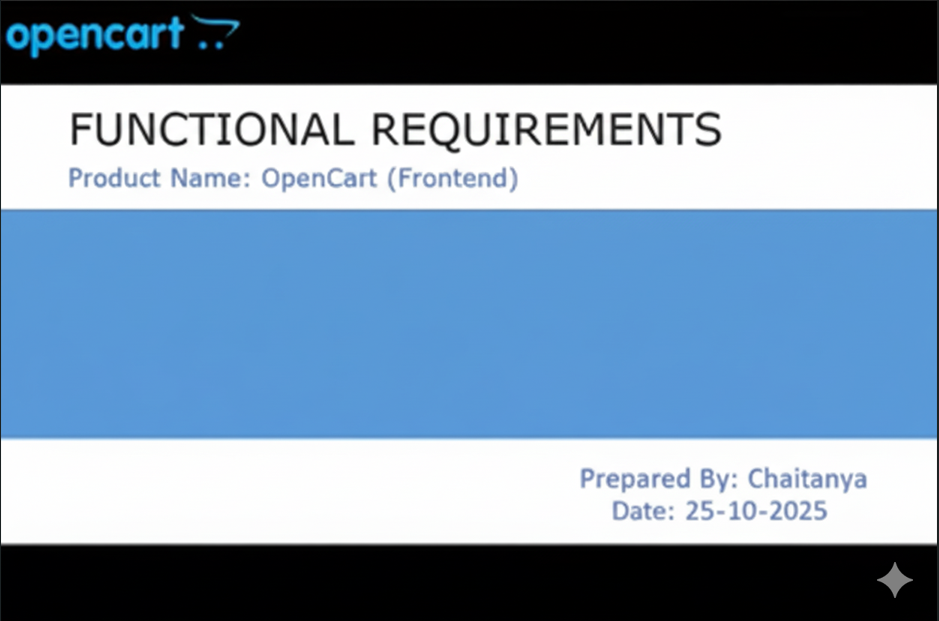 opencart
FUNCTIONAL REQUIREMENTS
Product Name: OpenCart (Frontend)
Prepared By: Chaitanya
Date: 25-10-2025